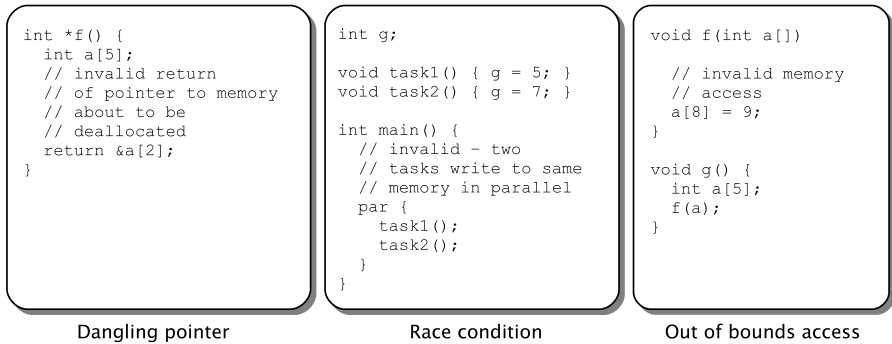 int *f() {
int a[5];
// invalid return
// of pointer to memory
// about to be
// deallocated
return &a[2];
}
Dangling pointer
int g;
void task1() { g = 5; }
void task2() { g = 7; }
int main() {
// invalid – two
// tasks write to same
// memory in parallel
par {
task1();
task2();
}
}
Race condition
void f(int a[])
// invalid memory
// access
a[8] = 9;
}
void g() {
int a[5];
f(a);
}
Out of bounds access